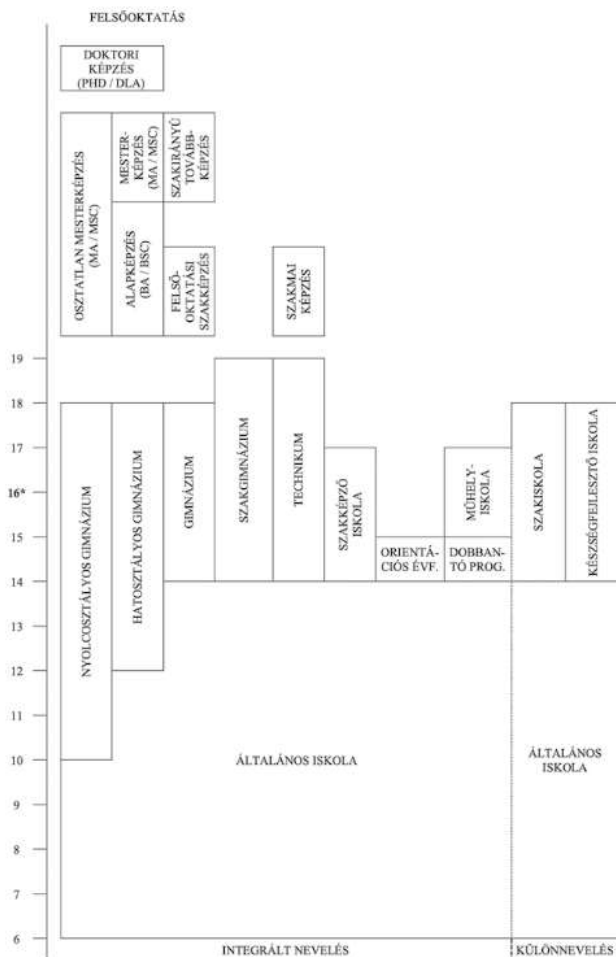 FELSŐOKTATÁS
DOKTORI
KÉPZÉS
(PHD / DLA)
OSZTATLAN MESTERKÉPZÉS
(MA / MSC)
MESTER-
KÉPZÉS
(MA / MSC)
SZAKIRÁNYÚ
TOVÁBB-
KÉPZÉS
ALAPKÉPZÉS
(BA / BSC)
FELSŐ-
OKTATÁSI
SZAKKÉPZÉS
SZAKMAI
KÉPZÉS
19
18
17
16*
15
14
13
12
11
10
9
8
7
6
NYOLCOSZTÁLYOS GIMNÁZIUM
HATOSZTÁLYOS GIMNÁZIUM
GIMNÁZIUM
SZAKGIMNÁZIUM
TECHNIKUM
SZAKKÉPZŐ
ISKOLA
ORIENTÁ-
CIÓS ÉVF.
MŰHELY-
ISKOLA
DOBBAN-
TÓ PROG.
SZAKISKOLA
KÉSZSÉGFEJLESZTŐ ISKOLA
ÁLTALÁNOS ISKOLA
ÁLTALÁNOS
ISKOLA
INTEGRÁLT NEVELÉS
KÜLÖNNEVELÉS